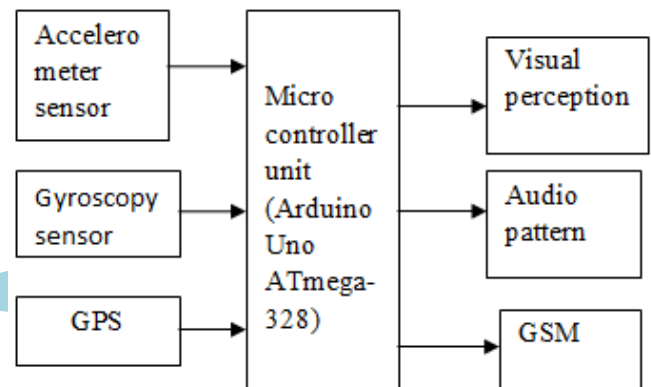 Accelero
meter
sensor
Gyroscopy
sensor
GPS
Micro
controller
unit
(Arduino
Uno
ATmega-
328)
Visual
perception
Audio
pattern
GSM